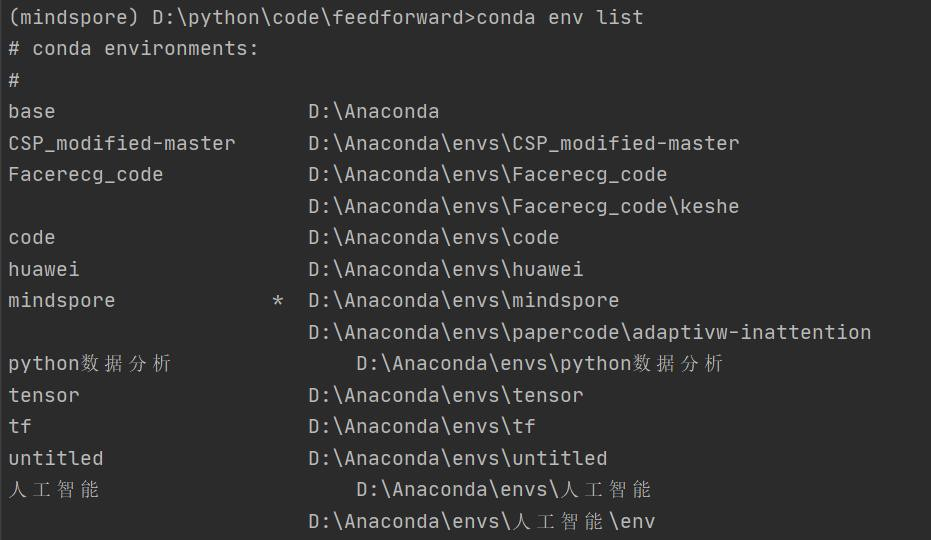 (mindspore) D:\python\code\feedforward>conda env list
# conda environments:
#
base                     D:\Anaconda
CSP_modified-master      D:\Anaconda\envs\CSP_modified-master
Facerecg_code            D:\Anaconda\envs\Facerecg_code
                         D:\Anaconda\envs\Facerecg_code\keshe
code                     D:\Anaconda\envs\code
huawei                   D:\Anaconda\envs\huawei
mindspore             *  D:\Anaconda\envs\mindspore
                         D:\Anaconda\envs\papercode\adaptivw-inattention
python数据分析               D:\Anaconda\envs\python数据分析
tensor                   D:\Anaconda\envs\tensor
tf                       D:\Anaconda\envs\tf
untitled                 D:\Anaconda\envs\untitled
人工智能                     D:\Anaconda\envs\人工智能
                         D:\Anaconda\envs\人工智能\env